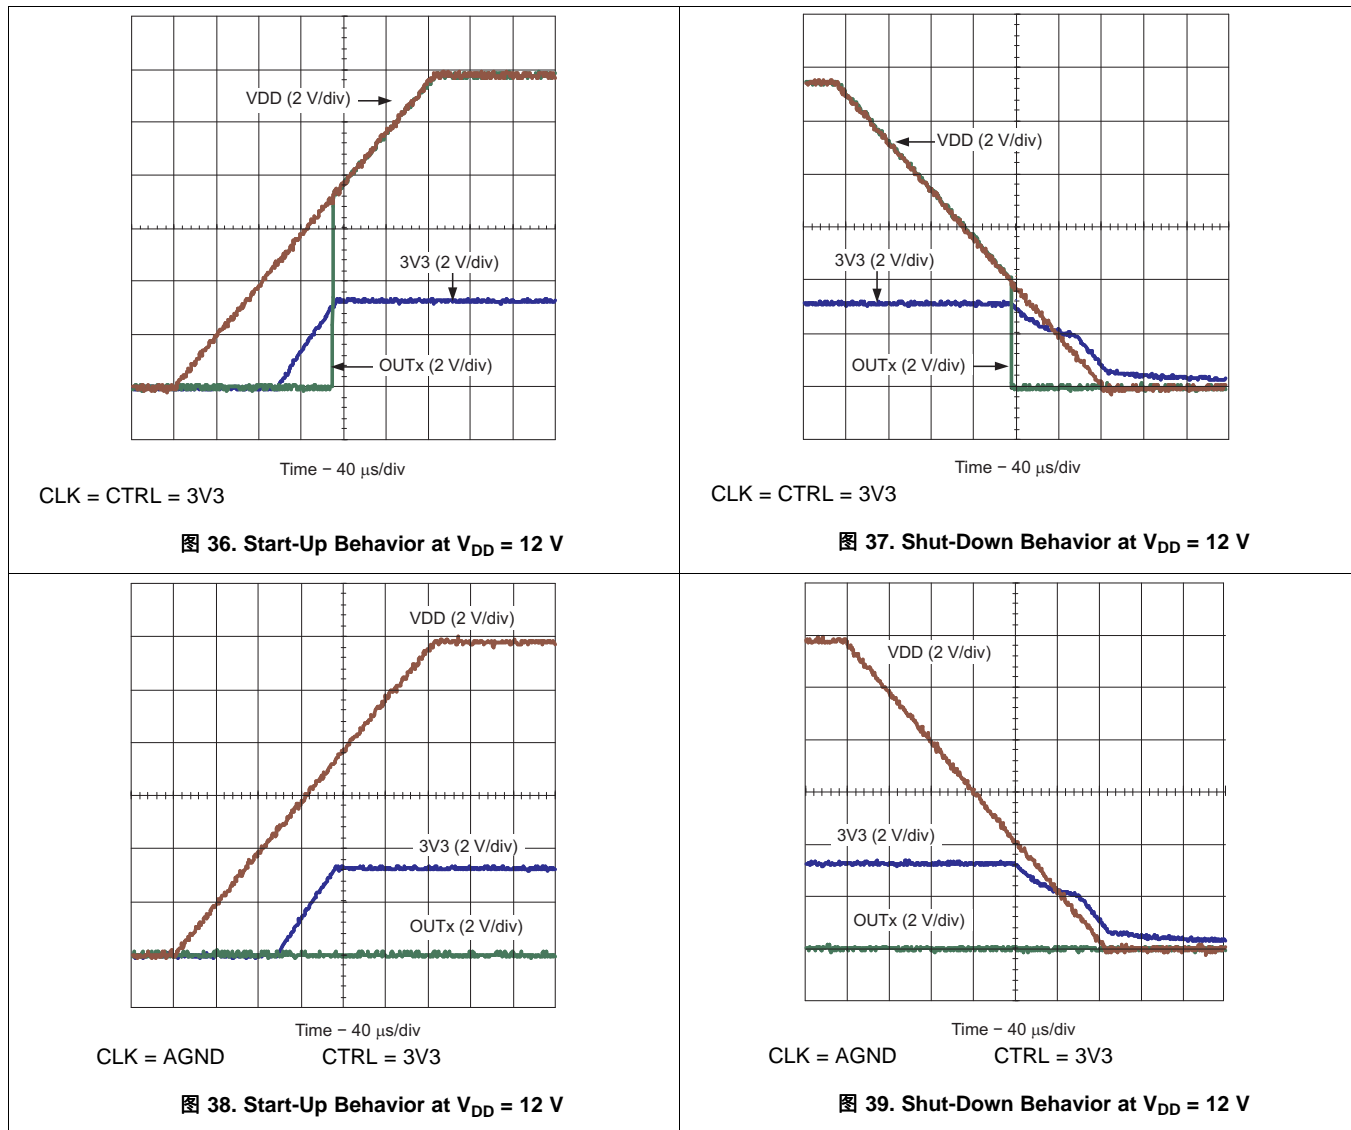 VDD (2 V/div)
3V3 (2 V/div)
OUTx (2 V/div)
Time − 40 μs/div
CLK = CTRL = 3V3
图 36. Start-Up Behavior at VDD = 12 V
VDD (2 V/div)
3V3 (2 V/div)
OUTx (2 V/div)
Time − 40 μs/div
CLK = CTRL = 3V3
图 37. Shut-Down Behavior at VDD = 12 V
VDD (2 V/div)
3V3 (2 V/div)
OUTx (2 V/div)
Time − 40 μs/div
CLK = AGND CTRL = 3V3
图 38. Start-Up Behavior at VDD = 12 V
VDD (2 V/div)
3V3 (2 V/div)
OUTx (2 V/div)
Time − 40 μs/div
CLK = AGND CTRL = 3V3
图 39. Shut-Down Behavior at VDD = 12 V